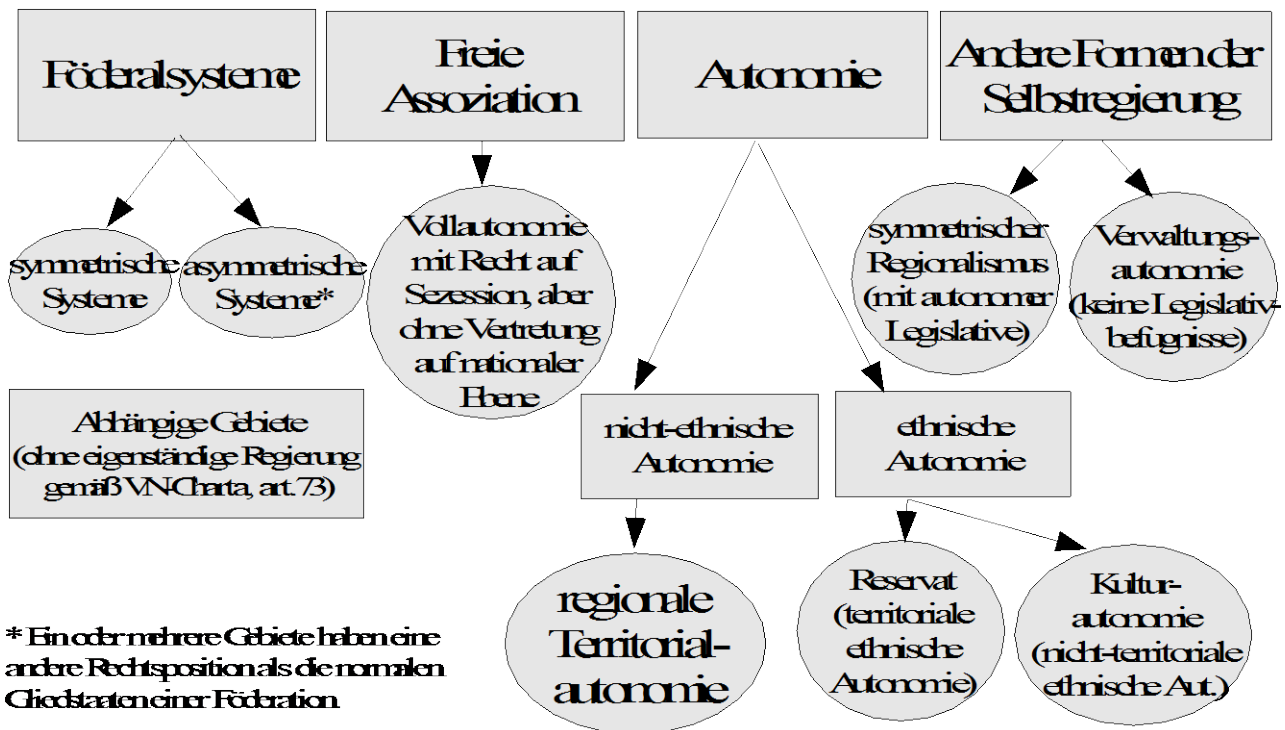 Föderalsysteme
Freie
Assoziation
Autonomie
Andere Formen der
Selbstregierung
symmetrische
Systeme
asymmetrische
Systeme*
Vollautonomie
mit Recht auf
Sezession, aber
ohne Vertretung
auf nationaler
Ebene
symmetrischer
Regionalismus
(mit autonomer
Legislative)
Verwaltungs-
autonomie
(keine Legislativ-
befugnisse)
Abhängige Gebiete
(ohne eigenständige Regierung
gemäß VN-Charta, art. 73)
nicht-ethnische
Autonomie
ethnische
Autonomie
regionale
Territorial-
autonomie
Reservat
(territoriale
ethnische
Autonomie)
Kultur-
autonomie
(nicht-territoriale
ethnische Aut.)
* Ein oder mehrere Gebiete haben eine
andere Rechtsposition als die normalen
Gliedstaaten einer Föderation